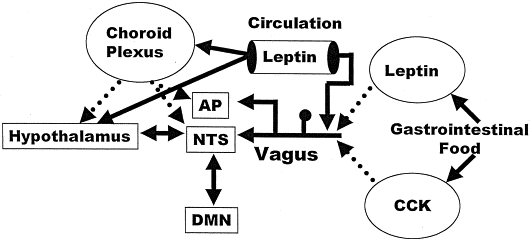 Circulation
Choroid
Plexus
Leptin
Leptin
AP
Hypothalamus
NTS
Vagus
Gastrointestinal
Food
CCK
DMN